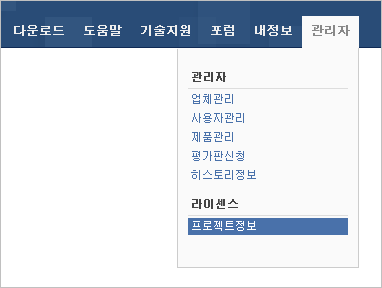 다운로드 도움말 기술지원 포럼 내정보 관리자
관리자
업체관리
사용자관리
제품관리
평가판신청
히스토리정보
라이센스
프로젝트정보